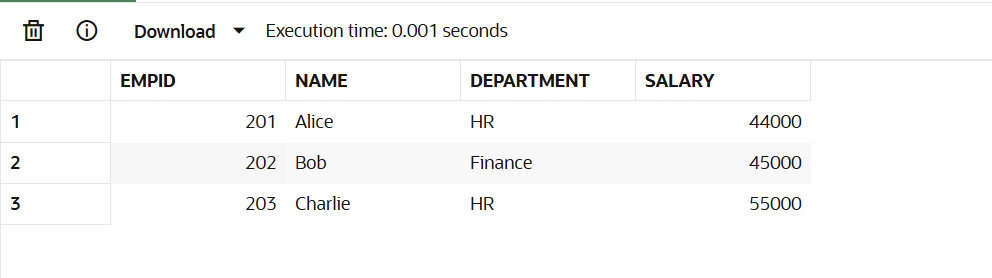 Download Execution time: 0.001 seconds
EMPID NAME DEPARTMENT SALARY
1 201 Alice HR 44000
2 202 Bob Finance 45000
3 203 Charlie HR 55000